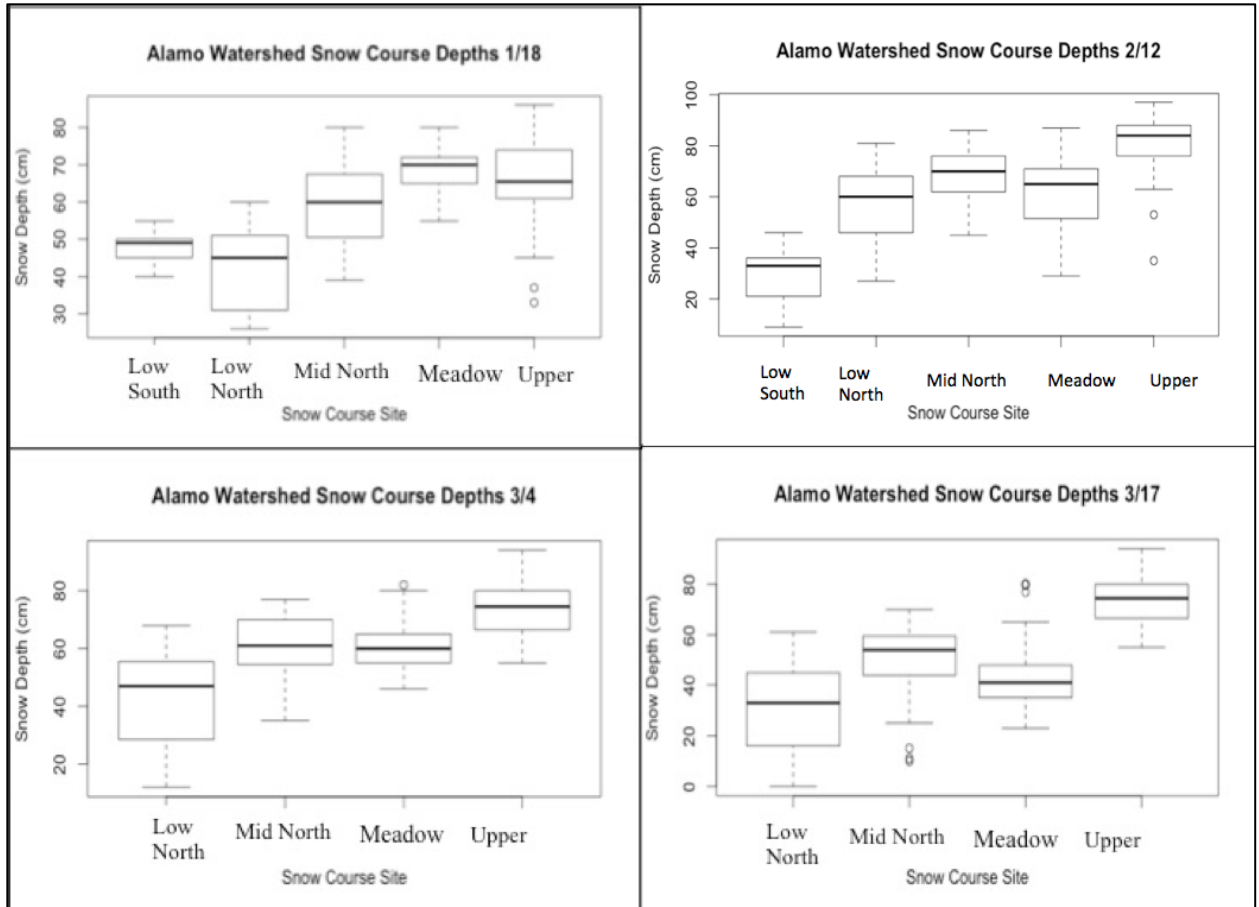 Alamo Watershed Snow Course Depths 1/18
Snow Depth (cm)
80
70
60
50
40
30
Low South
Low North
Mid North
Meadow
Upper
Snow Course Site
Alamo Watershed Snow Course Depths 2/12
Snow Depth (cm)
100
80
60
40
20
Low South
Low North
Mid North
Meadow
Upper
Snow Course Site
Alamo Watershed Snow Course Depths 3/4
Snow Depth (cm)
80
60
40
20
Low North
Mid North
Meadow
Upper
Snow Course Site
Alamo Watershed Snow Course Depths 3/17
Snow Depth (cm)
80
60
40
20
0
Low North
Mid North
Meadow
Upper
Snow Course Site